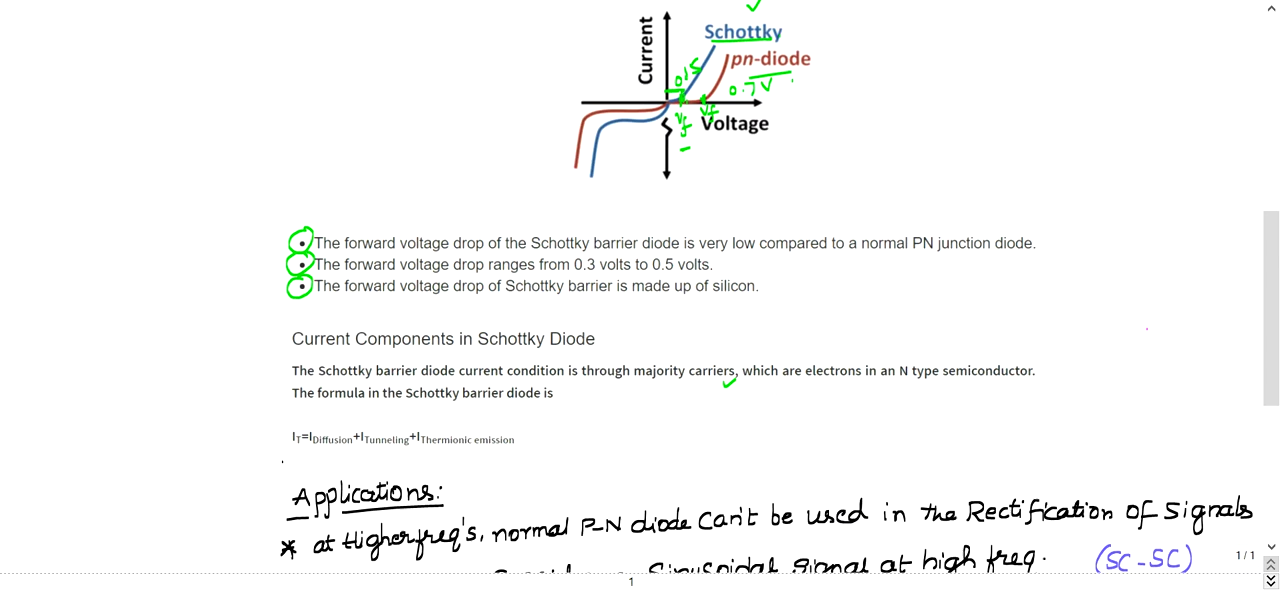 Current
Schottky
pn-diode
0.7V
Vf
Vf
Voltage
• The forward voltage drop of the Schottky barrier diode is very low compared to a normal PN junction diode.
• The forward voltage drop ranges from 0.3 volts to 0.5 volts.
• The forward voltage drop of Schottky barrier is made up of silicon.
Current Components in Schottky Diode
The Schottky barrier diode current condition is through majority carriers, which are electrons in an N type semiconductor.
The formula in the Schottky barrier diode is
IT=IDiffusion+ITunneling+IThermionic emission
Applications:
* at Higher freq's, normal P-N diode can't be used in the Rectification of signals
sinusoidal signal at high freq. (SC-SC)
1/1
1